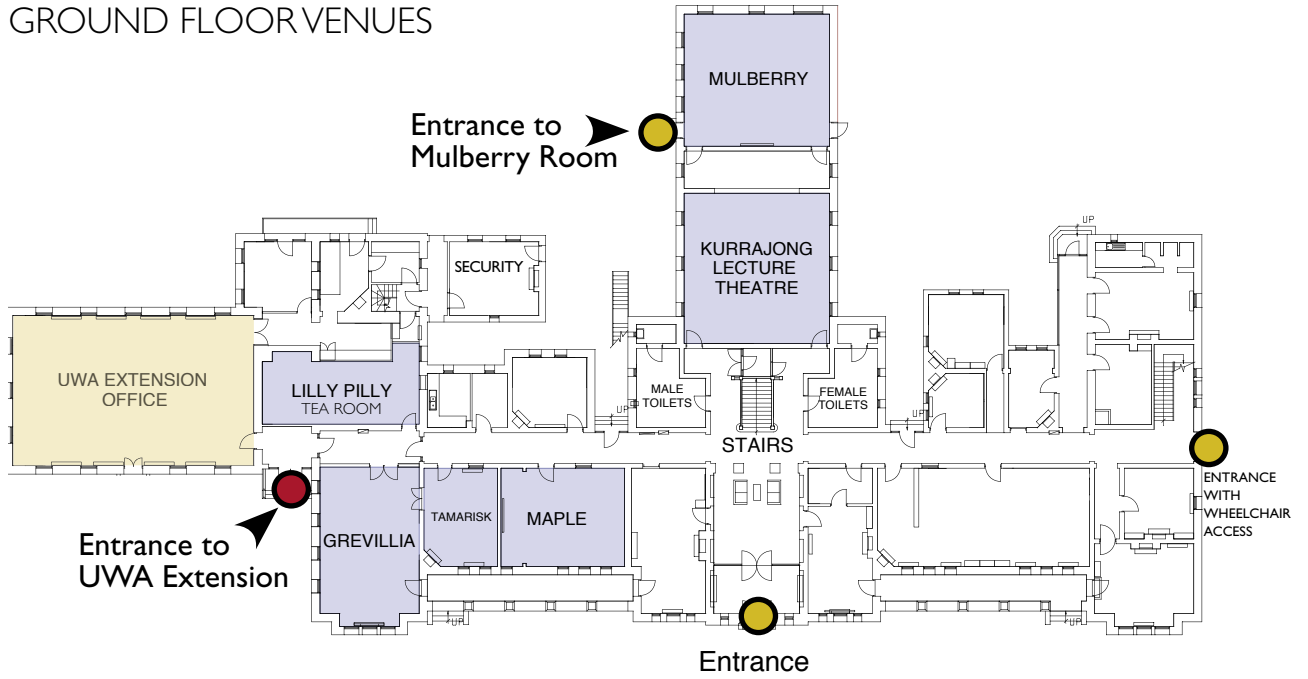 GROUND FLOOR VENUES
MULBERRY
Entrance to
Mulberry Room
KURRAJONG
LECTURE
THEATRE
UP
SECURITY
UWA EXTENSION
OFFICE
LILLY PILLY
TEA ROOM
MALE
TOILETS
FEMALE
TOILETS
UP
UP
STAIRS
ENTRANCE
WITH
WHEELCHAIR
ACCESS
GREVILLIA
TAMARISK
MAPLE
Entrance to
UWA Extension
UP
UP
Entrance